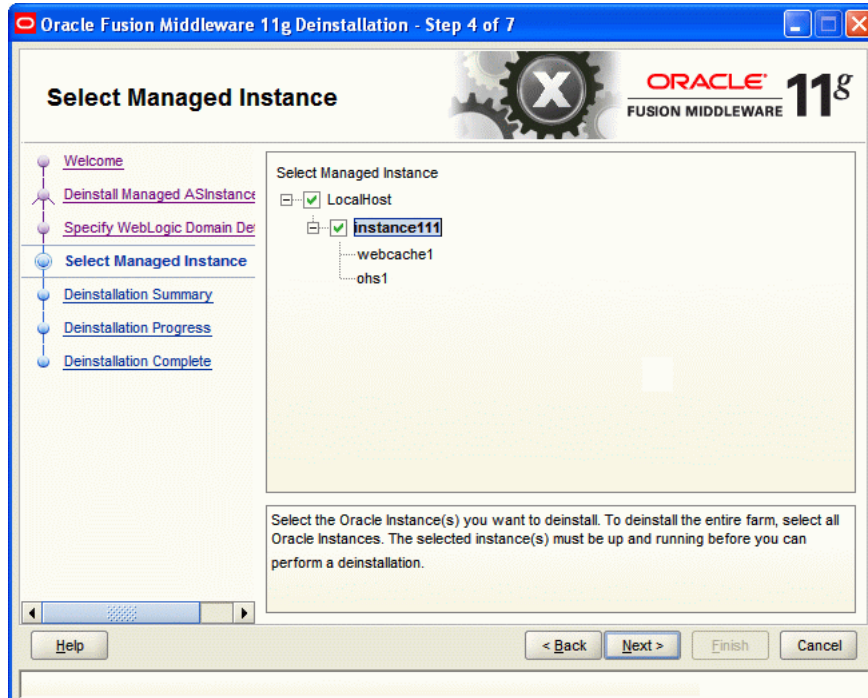 Oracle Fusion Middleware 11g Deinstallation - Step 4 of 7
Select Managed Instance
ORACLE
FUSION MIDDLEWARE
11g
Welcome
Deinstall Managed ASInstance
Specify WebLogic Domain De
Select Managed Instance
Deinstallation Summary
Deinstallation Progress
Deinstallation Complete
Select Managed Instance
LocalHost
instance111
webcache1
ohs1
Select the Oracle Instance(s) you want to deinstall. To deinstall the entire farm, select all
Oracle Instances. The selected instance(s) must be up and running before you can
perform a deinstallation.
Help
< Back
Next >
Finish
Cancel